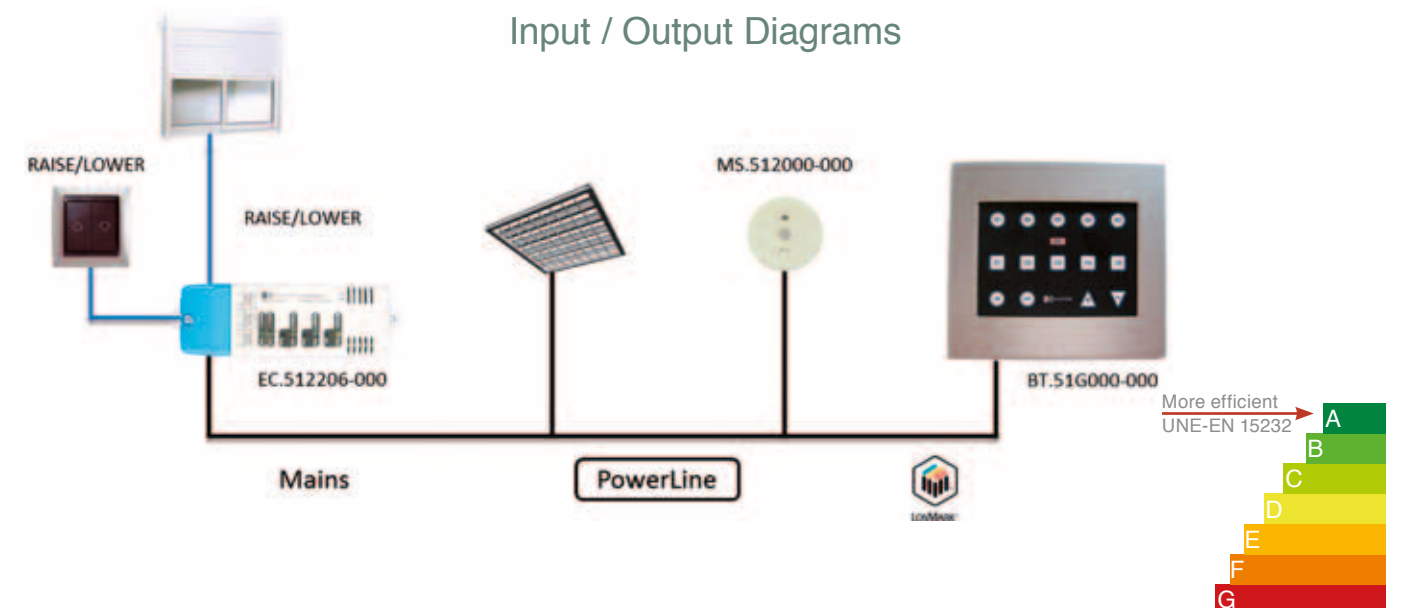 Input / Output Diagrams
RAISE/LOWER
RAISE/LOWER
MS.512000-000
EC.512206-000
BT.51G000-000
More efficient
UNE-EN 15232
A
B
C
D
E
F
G
Mains
PowerLine
LONMARK